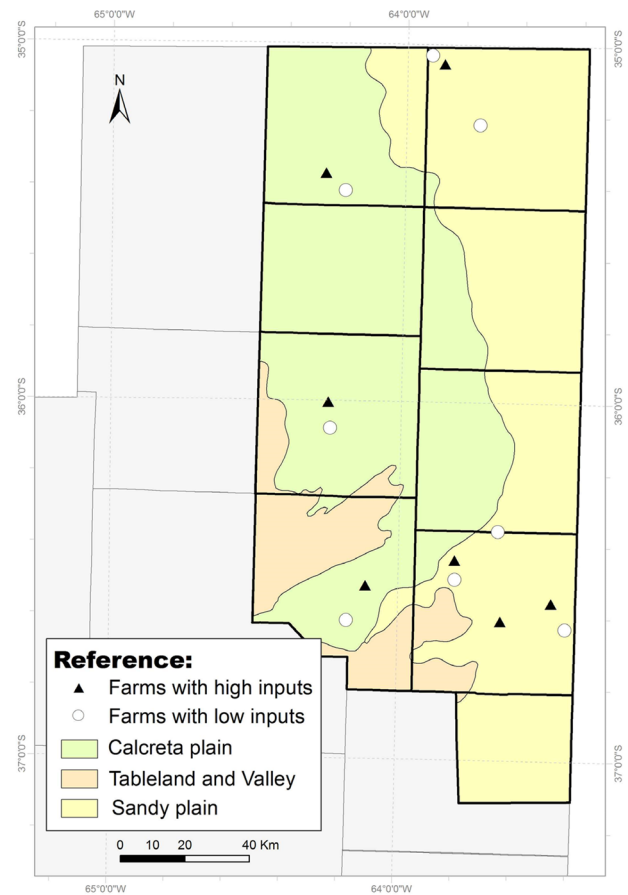 65°0'0"W 64°0'0"W
35°0'0"S 35°0'0"S
N
36°0'0"S 36°0'0"S
Reference:
Farms with high inputs
Farms with low inputs
Calcreta plain
Tableland and Valley
Sandy plain
37°0'0"S 37°0'0"S
0 10 20 40 Km
65°0'0"W 64°0'0"W